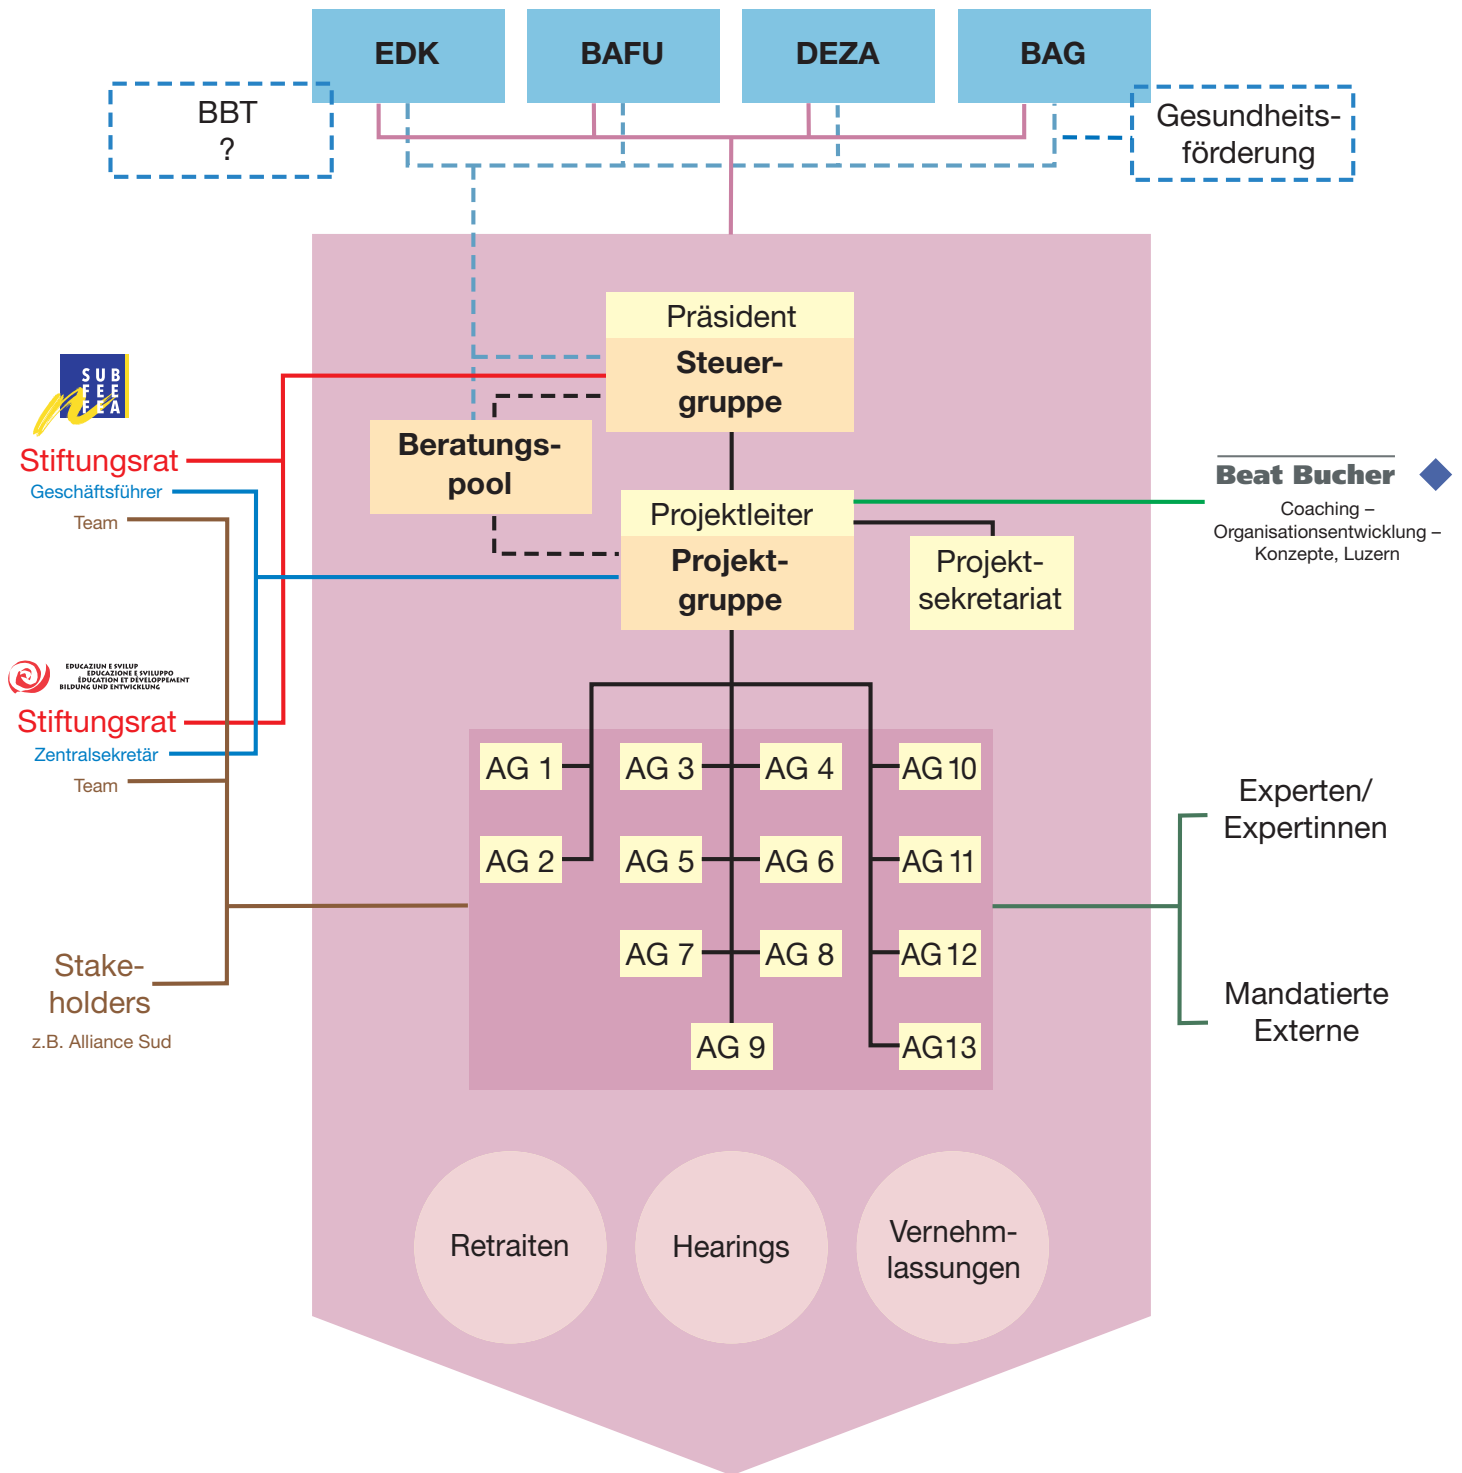 EDK
BAFU
DEZA
BAG
BBT
?
Gesundheits-
förderung
Präsident
Steuer-
gruppe
SUB
FEE
FEA
Stiftungsrat
Geschäftsführer
Team
Beratungs-
pool
Projektleiter
Projekt-
gruppe
Projekt-
sekretariat
Beat Bucher
Coaching –
Organisationsentwicklung –
Konzepte, Luzern
EDUCAZIUN E SVILUP
EDUCAZIONE E SVILUPPO
ÉDUCATION ET DÉVELOPPEMENT
BILDUNG UND ENTWICKLUNG
Stiftungsrat
Zentralsekretär
Team
AG 1
AG 3
AG 4
AG 10
AG 2
AG 5
AG 6
AG 11
AG 7
AG 8
AG 12
AG 9
AG13
Experten/
Expertinnen
Stake-
holders
z.B. Alliance Sud
Mandatierte
Externe
Retraiten
Hearings
Vernehm-
lassungen